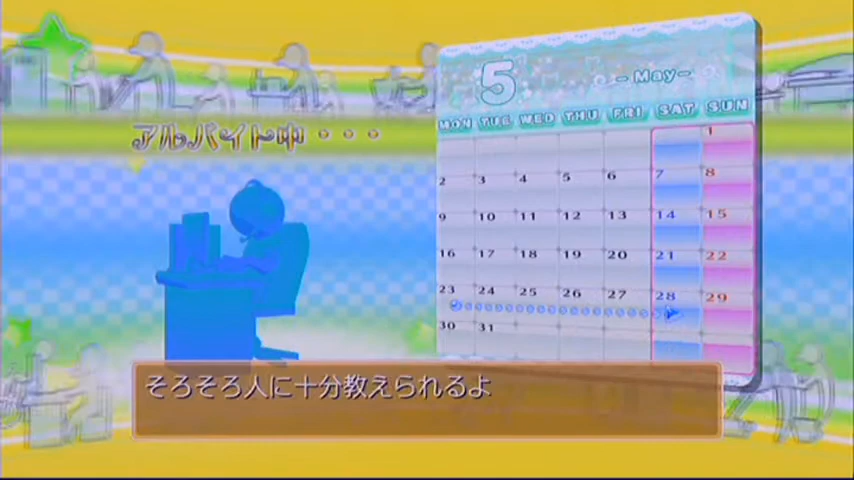 アルバイト中・・・
5
- May -
MON TUE WED THU FRI SAT SUN
1
2 3 4 5 6 7 8
9 10 11 12 13 14 15
16 17 18 19 20 21 22
23 24 25 26 27 28 29
30 31
そろそろ人に十分教えられるよ